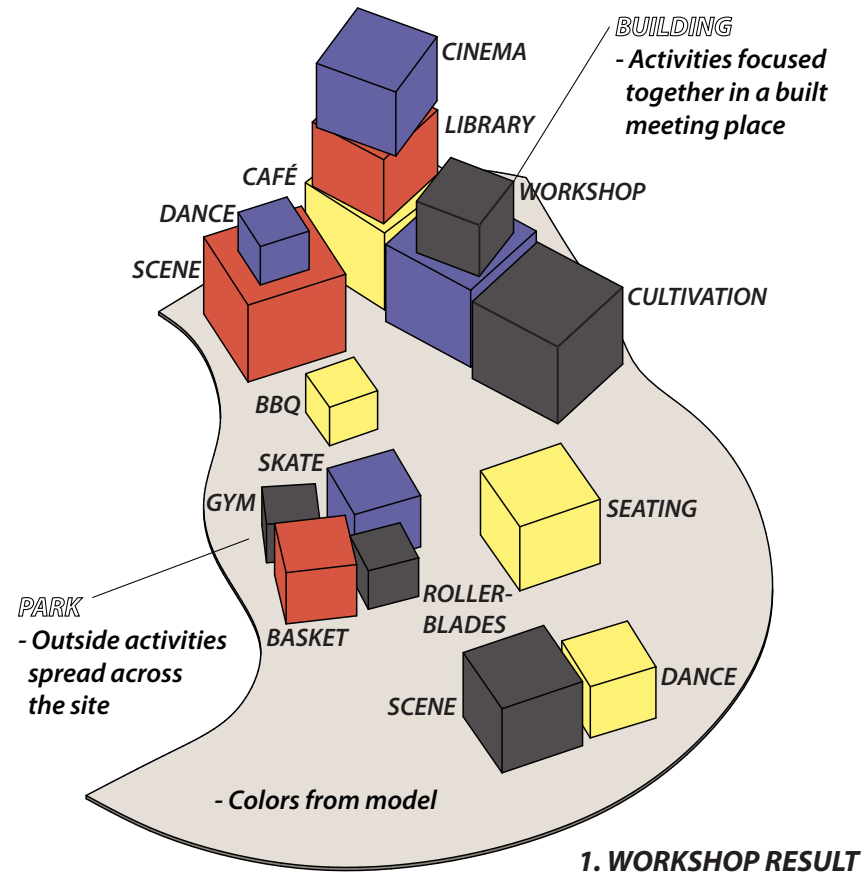 CINEMA
BUILDING
- Activities focused
together in a built
meeting place
LIBRARY
CAFÉ
WORKSHOP
DANCE
SCENE
CULTIVATION
BBQ
SKATE
GYM
SEATING
ROLLER-
BLADES
BASKET
PARK
- Outside activities
spread across
the site
DANCE
SCENE
- Colors from model
1. WORKSHOP RESULT